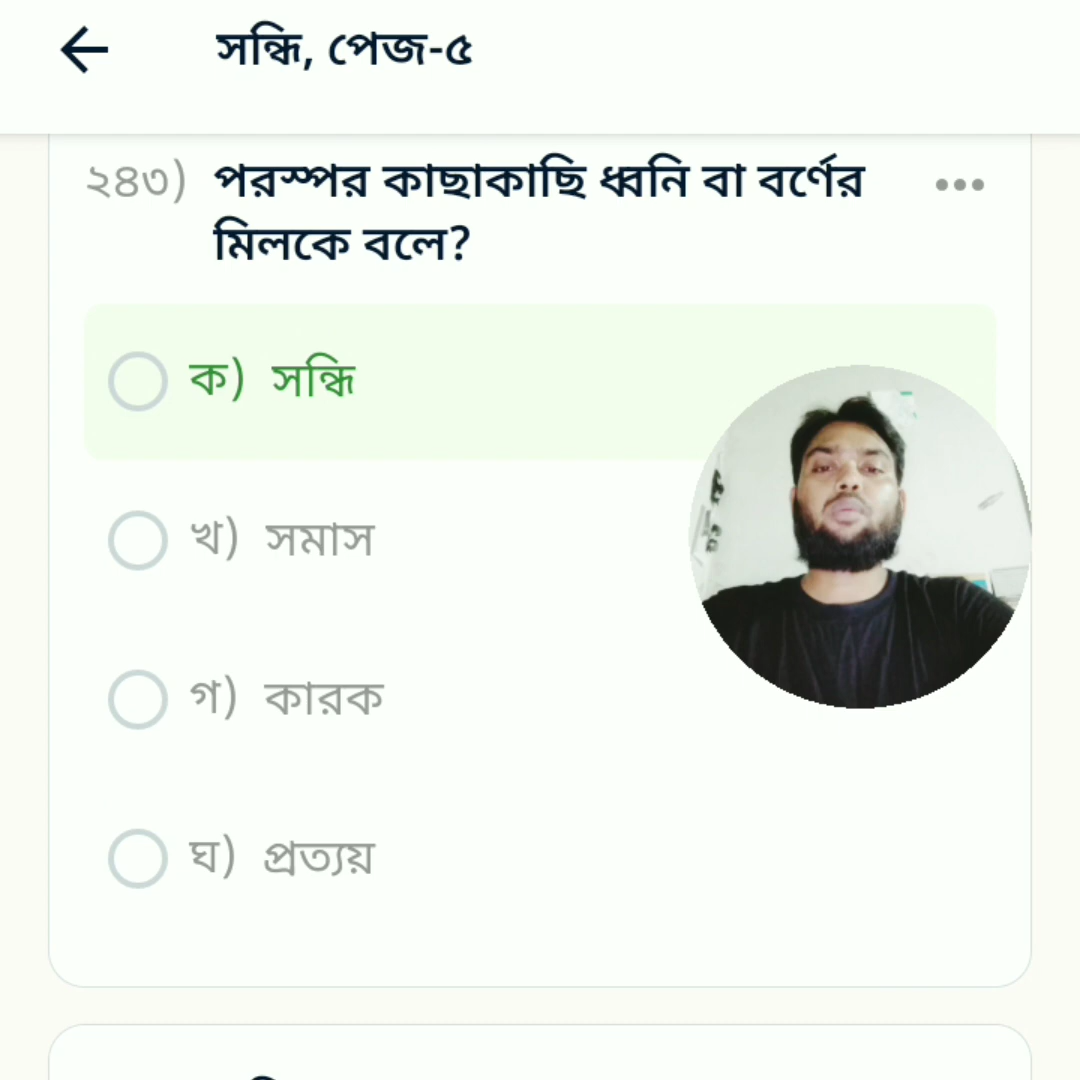 সন্ধি, পেজ-৫
২৪৩) পরস্পর কাছাকাছি ধ্বনি বা বর্ণের
মিলকে বলে?
ক) সন্ধি
খ) সমাস
গ) কারক
ঘ) প্রত্যয়